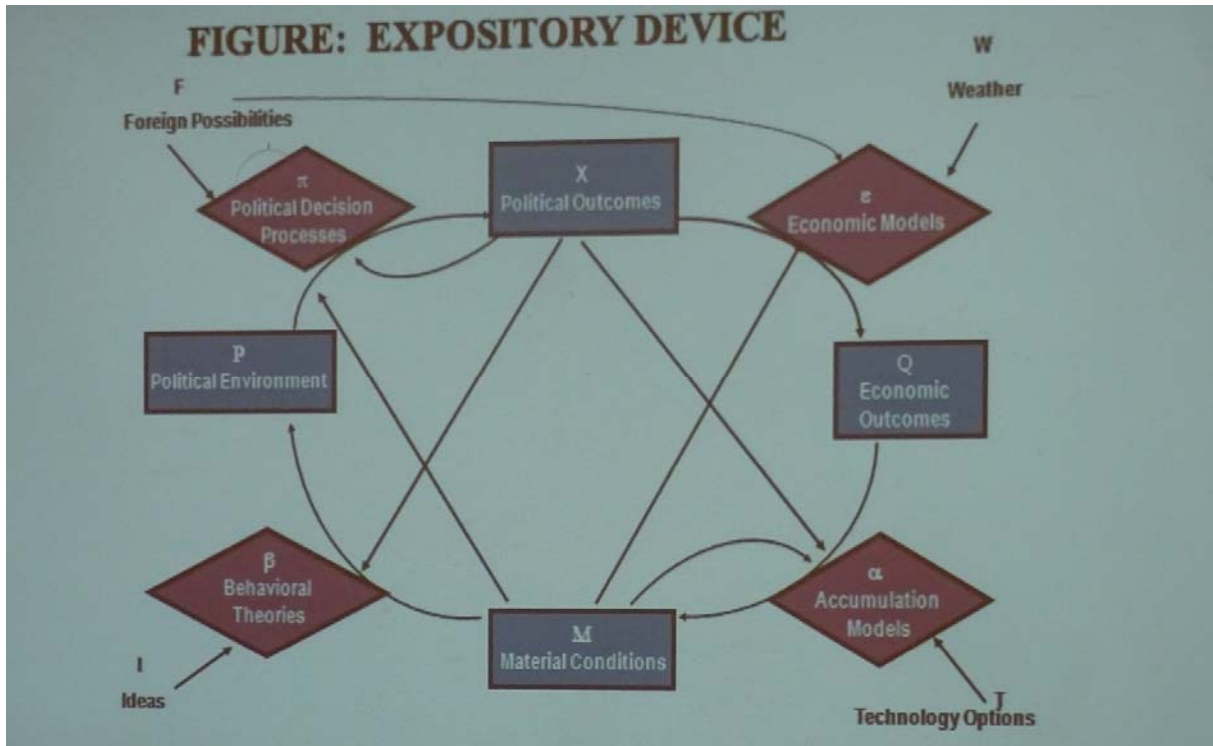 FIGURE: EXPOSITORY DEVICE
F
Foreign Possibilities
W
Weather
π
Political Decision
Processes
X
Political Outcomes
ε
Economic Models
P
Political Environment
Q
Economic
Outcomes
β
Behavioral
Theories
M
Material Conditions
α
Accumulation
Models
I
Ideas
J
Technology Options